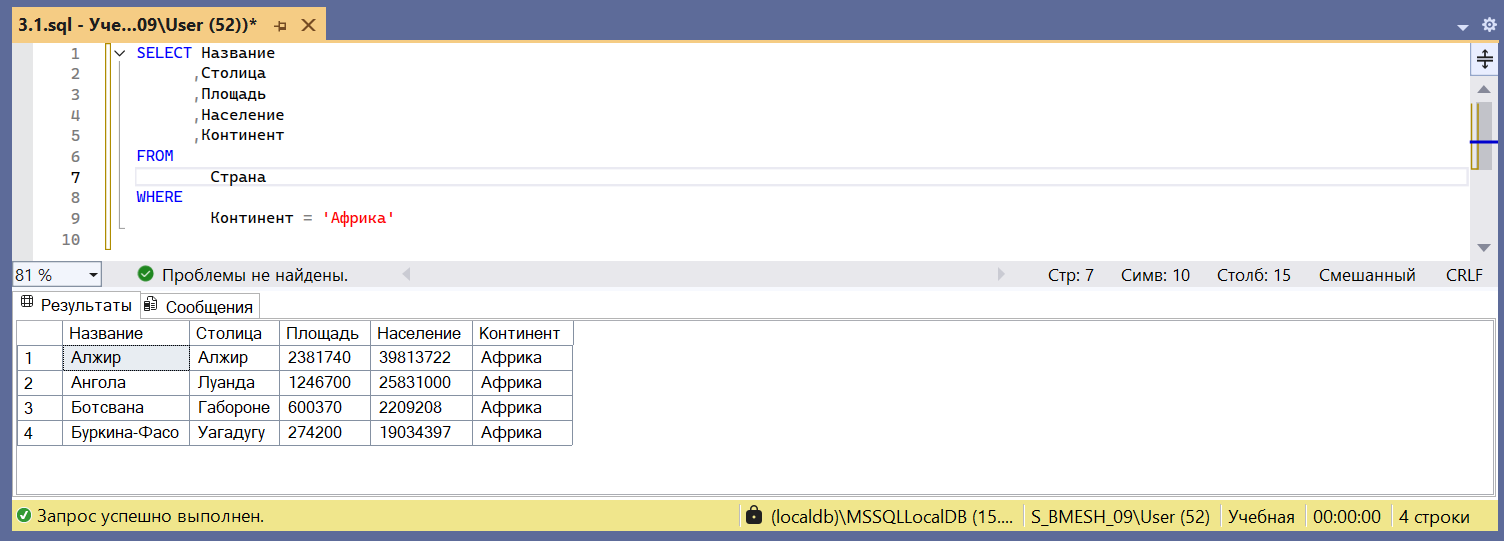 3.1.sql - Уче...09\User (52))*
1 SELECT Название
2 ,Столица
3 ,Площадь
4 ,Население
5 ,Континент
6 FROM
7 Страна
8 WHERE
9 Континент = 'Африка'
10
81 % Проблемы не найдены. Стр: 7 Симв: 10 Столб: 15 Смешанный CRLF
Результаты Сообщения
Название Столица Площадь Население Континент
1 Алжир Алжир 2381740 39813722 Африка
2 Ангола Луанда 1246700 25831000 Африка
3 Ботсвана Габороне 600370 2209208 Африка
4 Буркина-Фасо Уагадугу 274200 19034397 Африка
Запрос успешно выполнен. (localdb)\MSSQLLocalDB (15.... S_BMESH_09\User (52) Учебная 00:00:00 4 строки